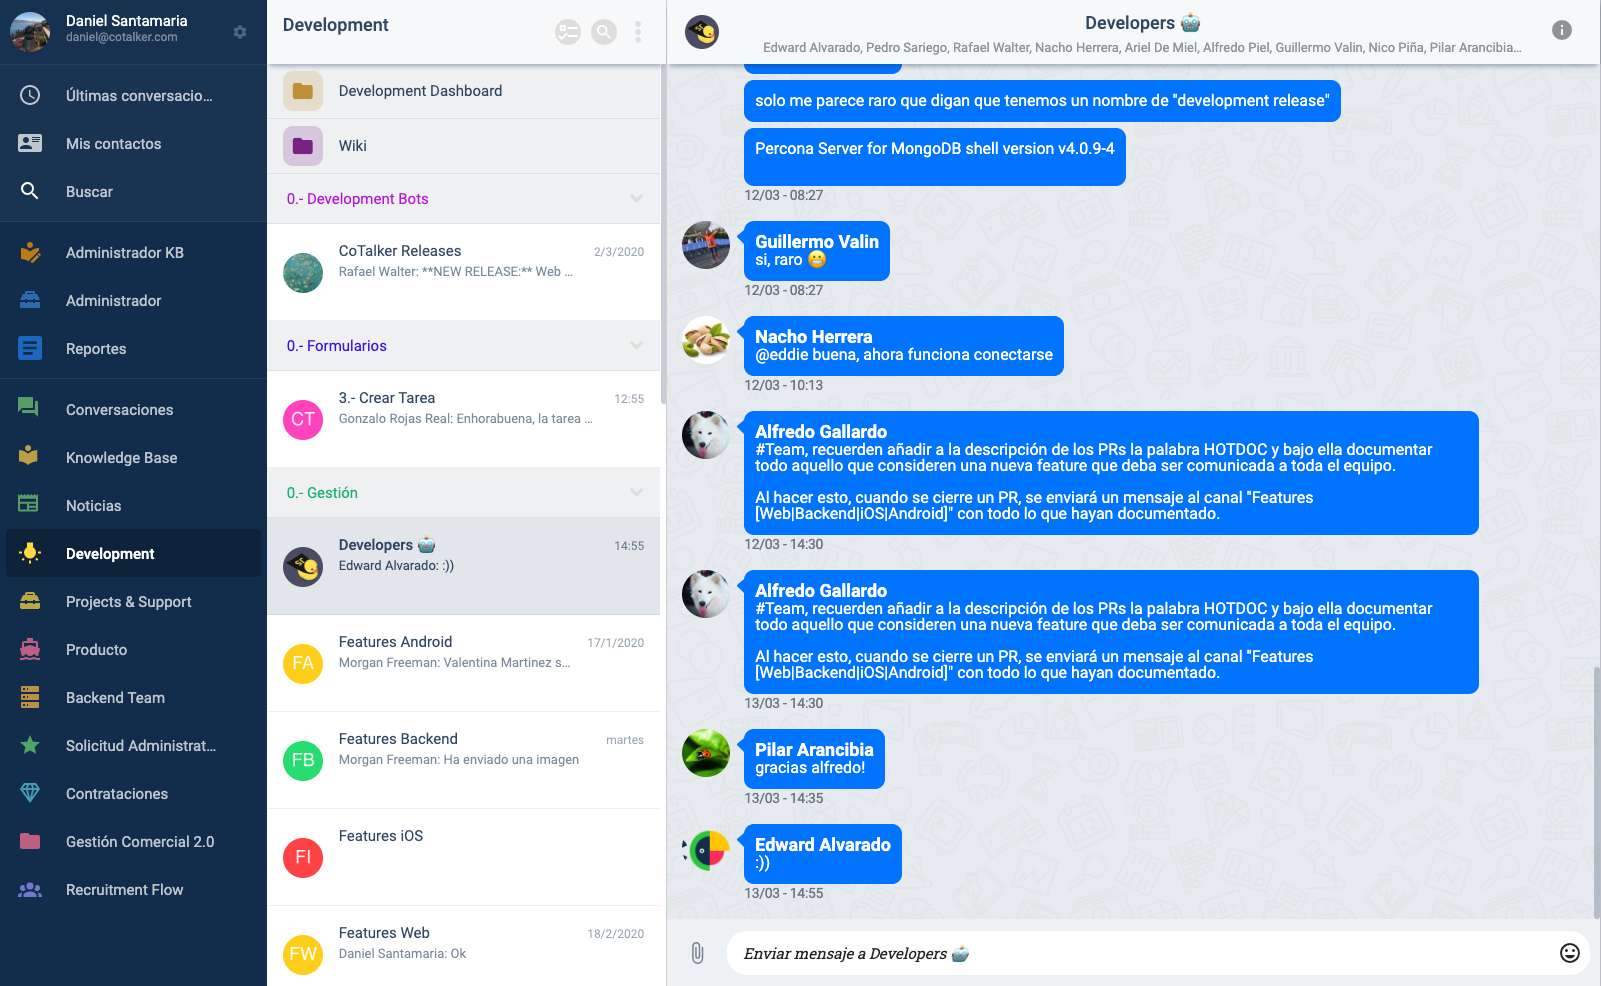 Daniel Santamaria
daniel@cotalker.com
Últimas conversacio...
Mis contactos
Buscar
Administrador KB
Administrador
Reportes
Conversaciones
Knowledge Base
Noticias
Development
Projects & Support
Producto
Backend Team
Solicitud Administrat...
Contrataciones
Gestión Comercial 2.0
Recruitment Flow
Development
Development Dashboard
Wiki
0.- Development Bots
CoTalker Releases
2/3/2020
Rafael Walter: **NEW RELEASE:** Web ...
0.- Formularios
CT
3.- Crear Tarea
12:55
Gonzalo Rojas Real: Enhorabuena, la tarea ...
0.- Gestión
Developers 🤖
14:55
Edward Alvarado: :))
FA
Features Android
17/1/2020
Morgan Freeman: Valentina Martinez s...
FB
Features Backend
martes
Morgan Freeman: Ha enviado una imagen
FI
Features iOS
FW
Features Web
18/2/2020
Daniel Santamaria: Ok
Developers 🤖
Edward Alvarado, Pedro Sariego, Rafael Walter, Nacho Herrera, Ariel De Miel, Alfredo Piel, Guillermo Valin, Nico Piña, Pilar Arancibia...
solo me parece raro que digan que tenemos un nombre de "development release"
Percona Server for MongoDB shell version v4.0.9-4
12/03 - 08:27
Guillermo Valin
si, raro 😬
12/03 - 08:27
Nacho Herrera
@eddie buena, ahora funciona conectarse
12/03 - 10:13
Alfredo Gallardo
#Team, recuerden añadir a la descripción de los PRs la palabra HOTDOC y bajo ella documentar
todo aquello que consideren una nueva feature que deba ser comunicada a toda el equipo.
Al hacer esto, cuando se cierre un PR, se enviará un mensaje al canal "Features
[Web|Backend|iOS|Android]" con todo lo que hayan documentado.
12/03 - 14:30
Alfredo Gallardo
#Team, recuerden añadir a la descripción de los PRs la palabra HOTDOC y bajo ella documentar
todo aquello que consideren una nueva feature que deba ser comunicada a toda el equipo.
Al hacer esto, cuando se cierre un PR, se enviará un mensaje al canal "Features
[Web|Backend|iOS|Android]" con todo lo que hayan documentado.
13/03 - 14:30
Pilar Arancibia
gracias alfredo!
13/03 - 14:35
Edward Alvarado
:))
13/03 - 14:55
Enviar mensaje a Developers 🤖